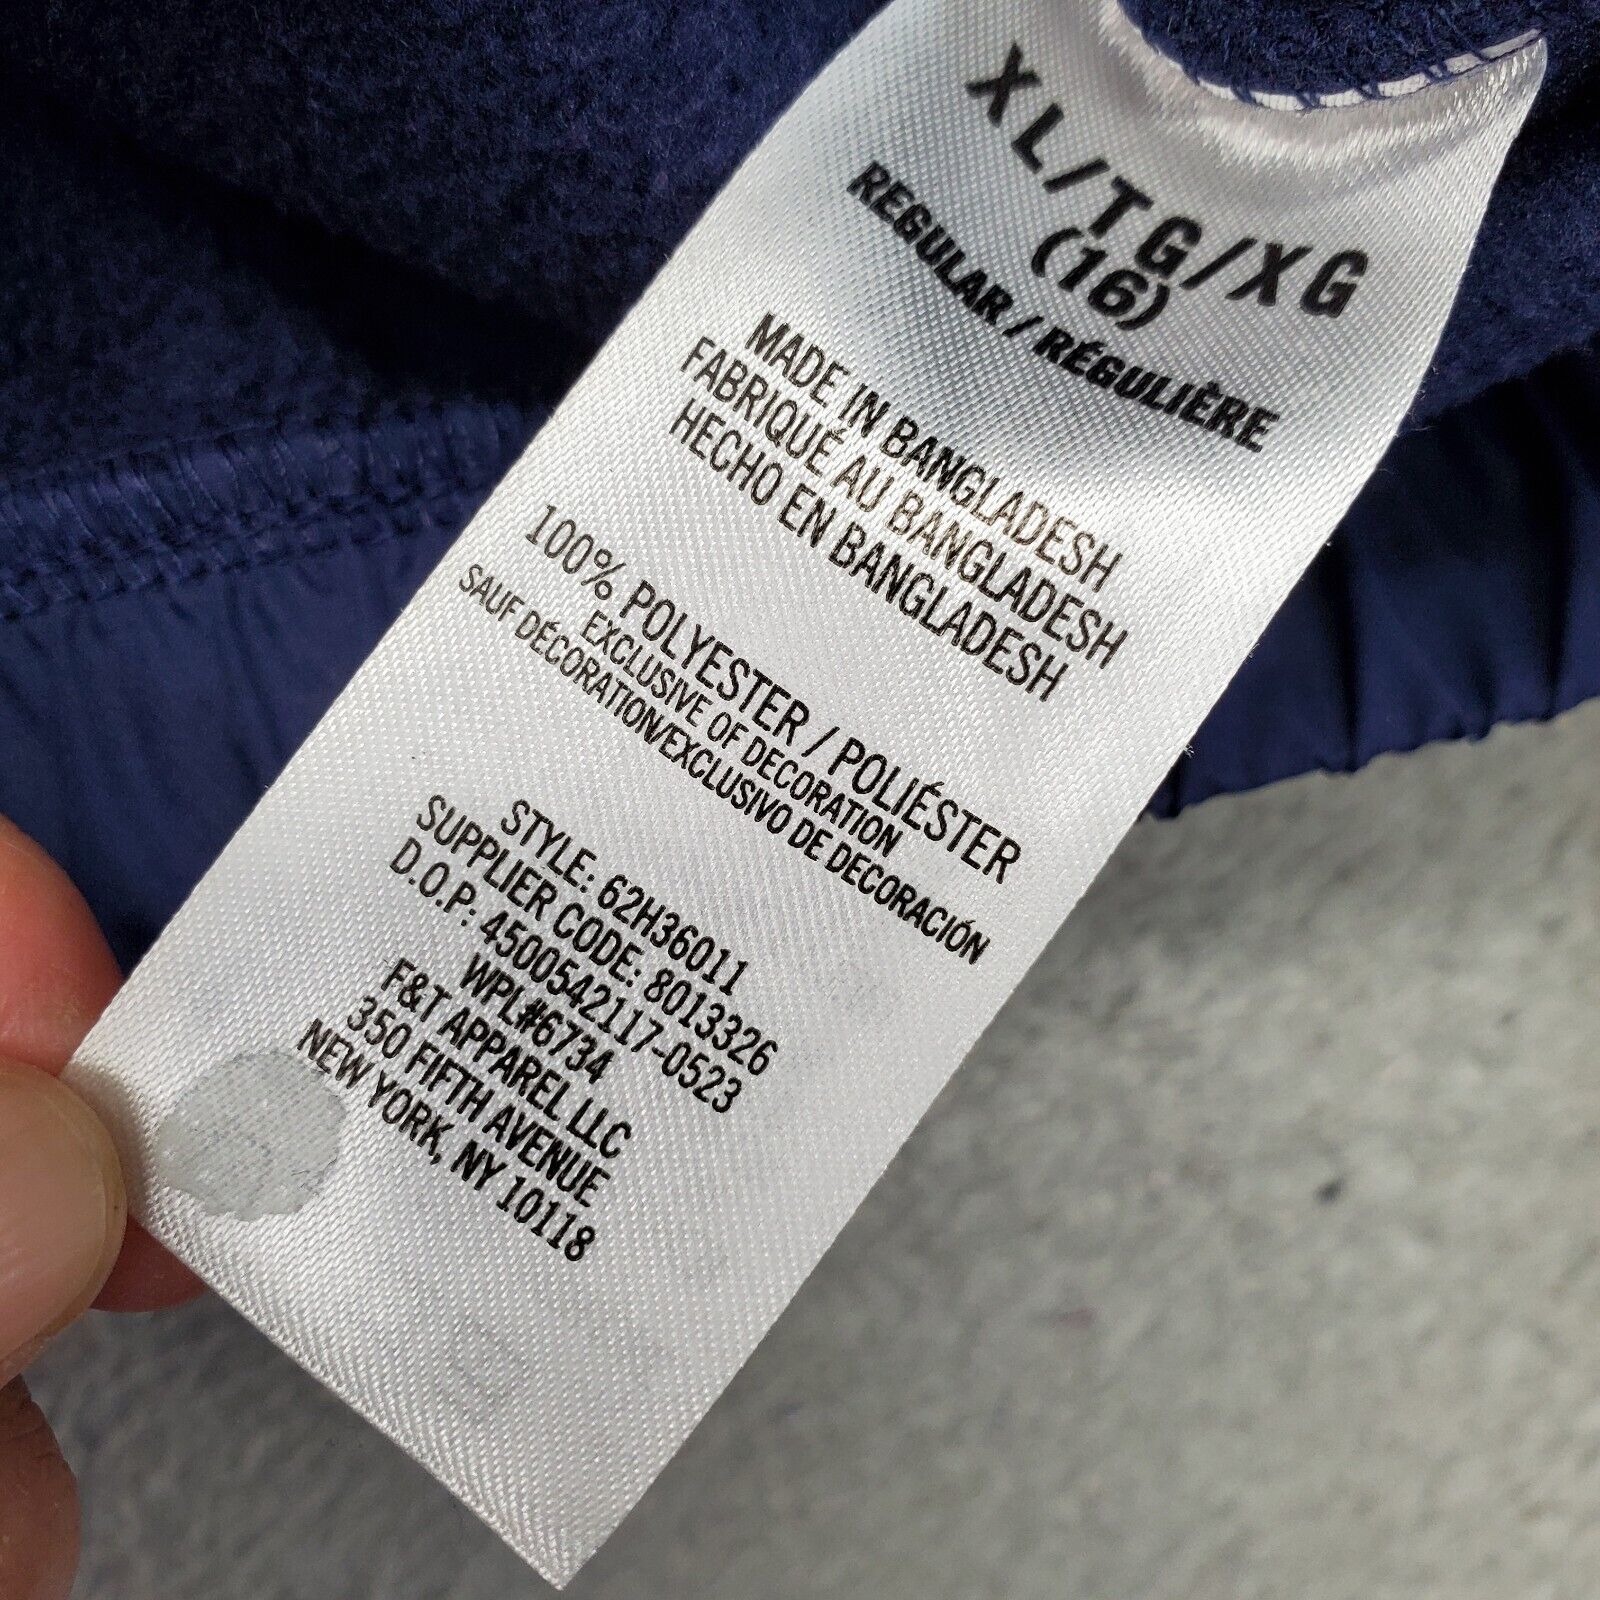 XL/TG/XG
(16)
REGULAR / RÉGULIÈRE
MADE IN BANGLADESH
FABRIQUÉ AU BANGLADESH
HECHO EN BANGLADESH
100% POLYESTER / POLIÉSTER
EXCLUSIVE OF DECORATION
SAUF DÉCORATION/EXCLUSIVO DE DECORACIÓN
STYLE: 62H36011
SUPPLIER CODE: 8013326
D.O.P: 4500542117-0523
WPL#6734
F&T APPAREL LLC
350 FIFTH AVENUE
NEW YORK, NY 10118